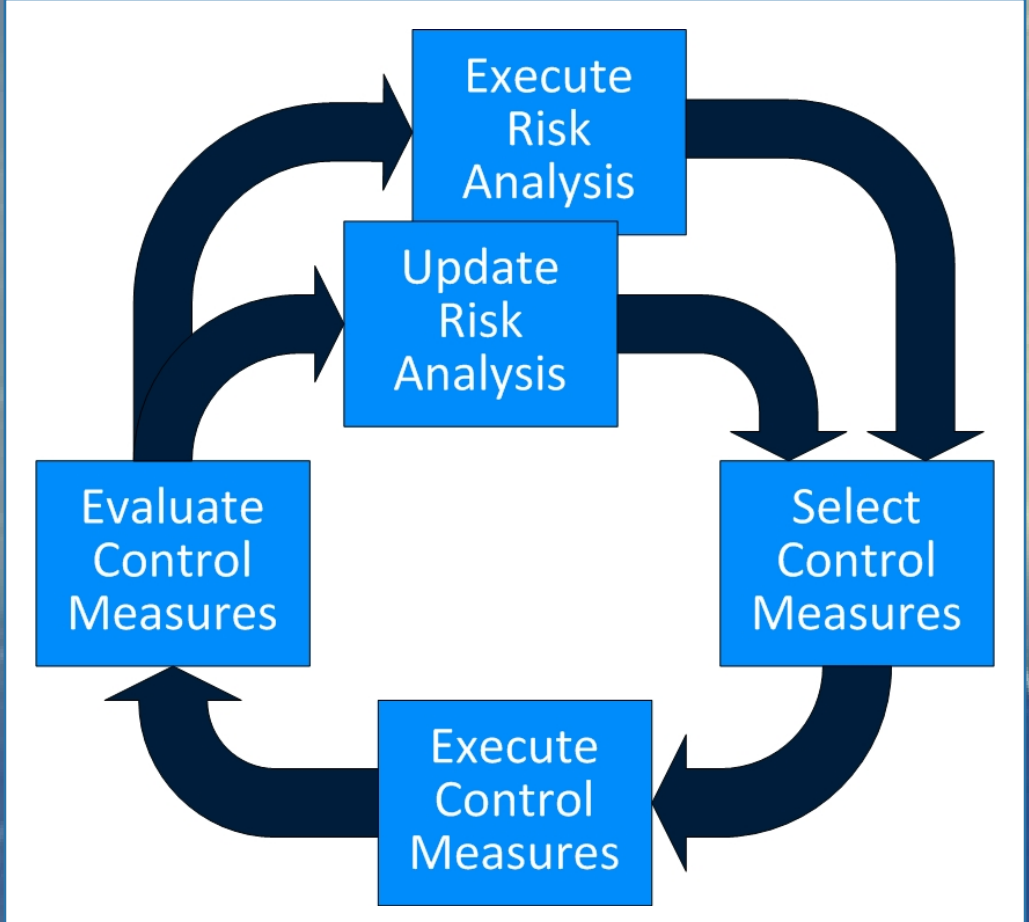 Execute
Risk
Analysis
Update
Risk
Analysis
Evaluate
Control
Measures
Select
Control
Measures
Execute
Control
Measures